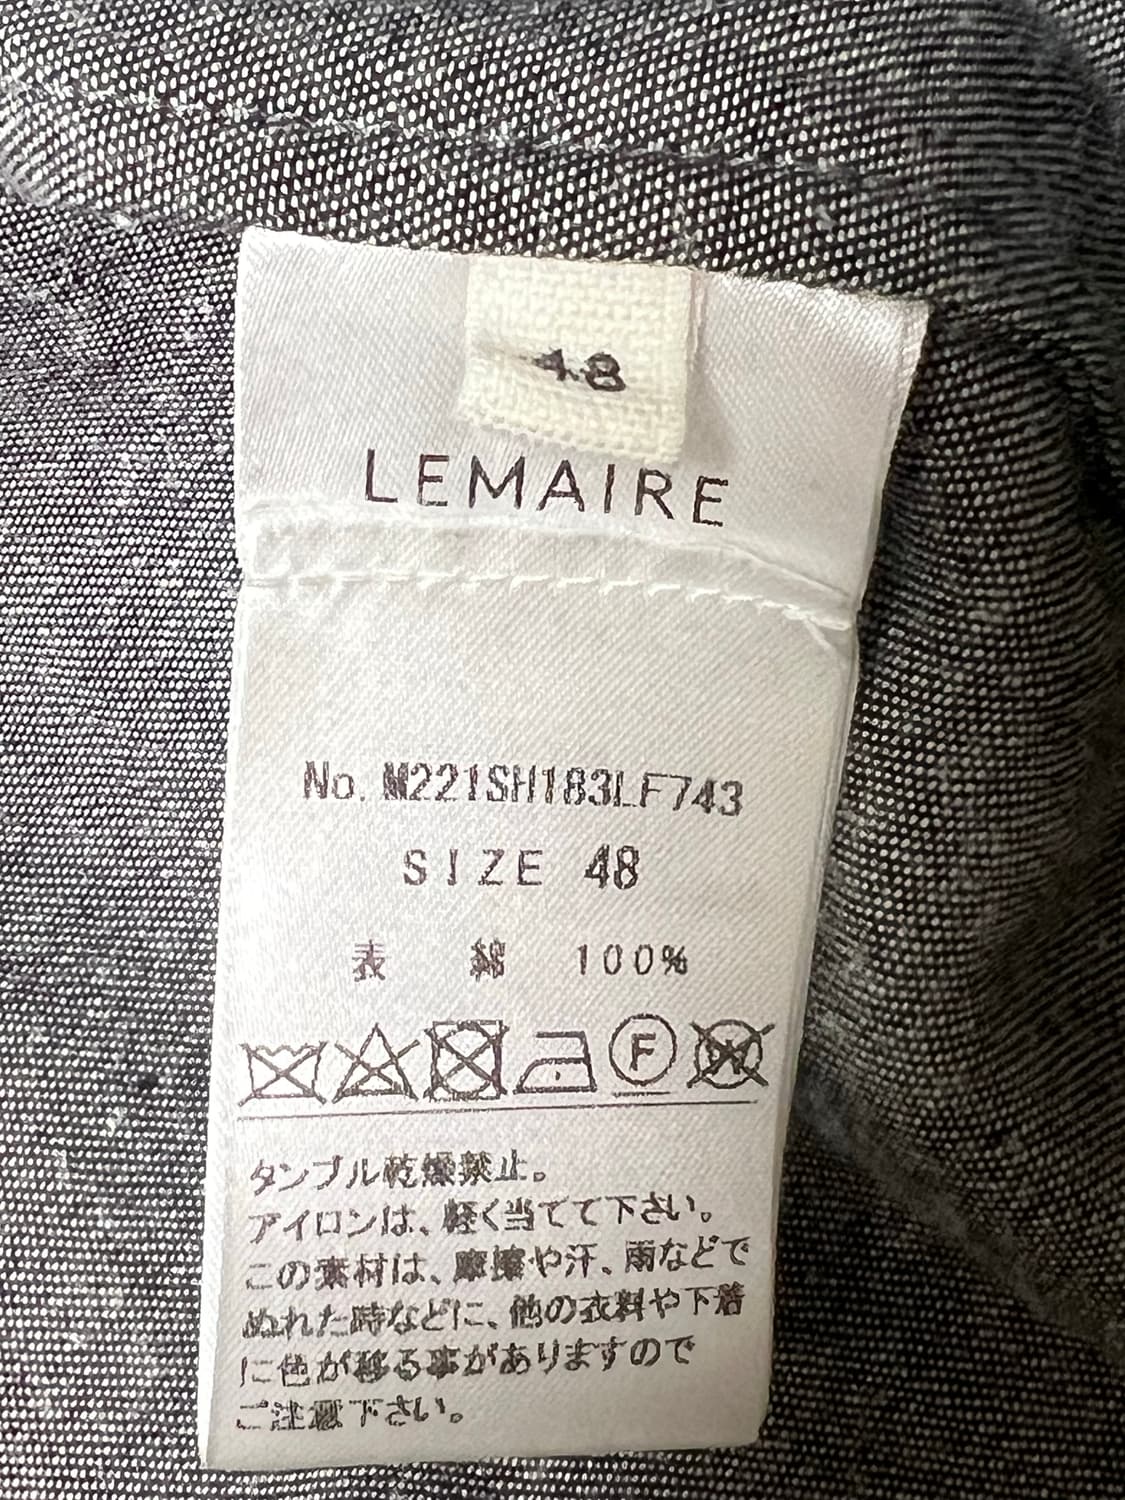 48
LEMAIRE
No. M221SH183LF743
SIZE 48
表 綿 100%
F
W
タンブル乾燥禁止。
アイロンは、軽く当てて下さい。
この素材は、摩擦や汗、雨などで
ぬれた時などに、他の衣料や下着
に色が移る事がありますので
ご注意下さい。